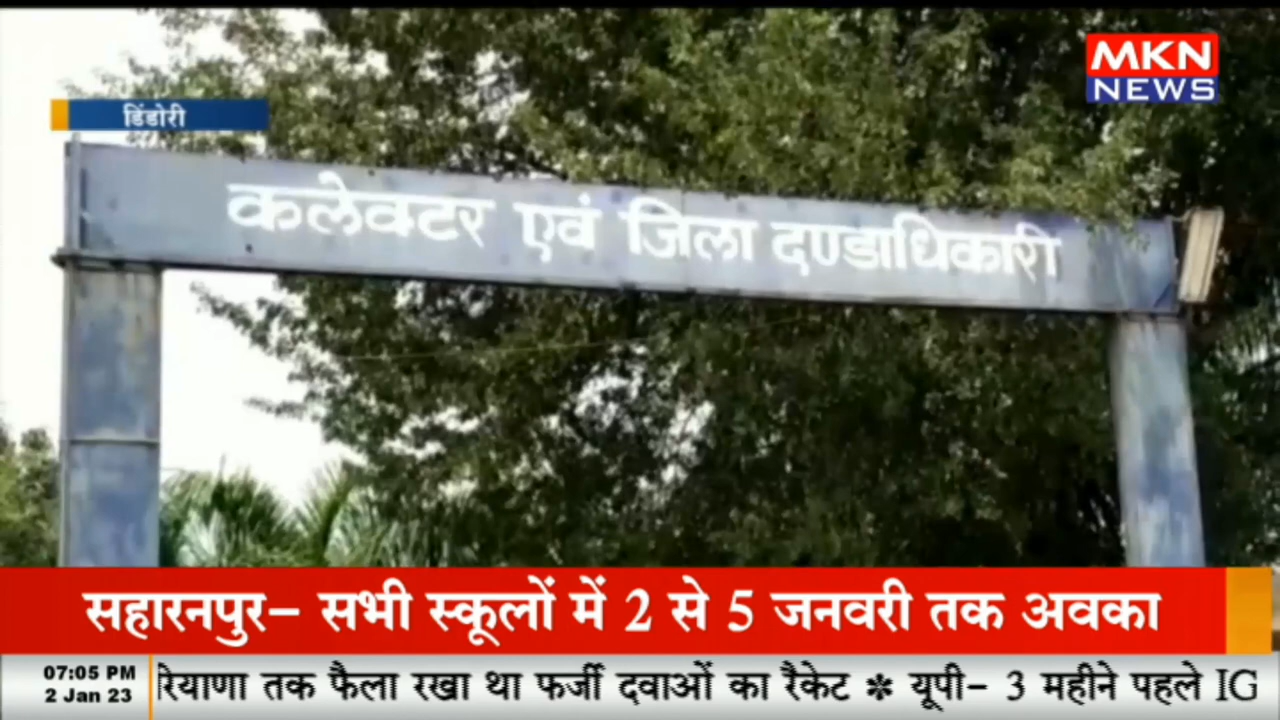 MKN
NEWS
डिंडोरी
कलेक्टर एवं जिला दण्डाधिकारी
सहारनपुर– सभी स्कूलों में 2 से 5 जनवरी तक अवका
07:05 PM
2 Jan 23
रियाणा तक फैला रखा था फर्जी दवाओं का रैकेट ✽ यूपी– 3 महीने पहले IG